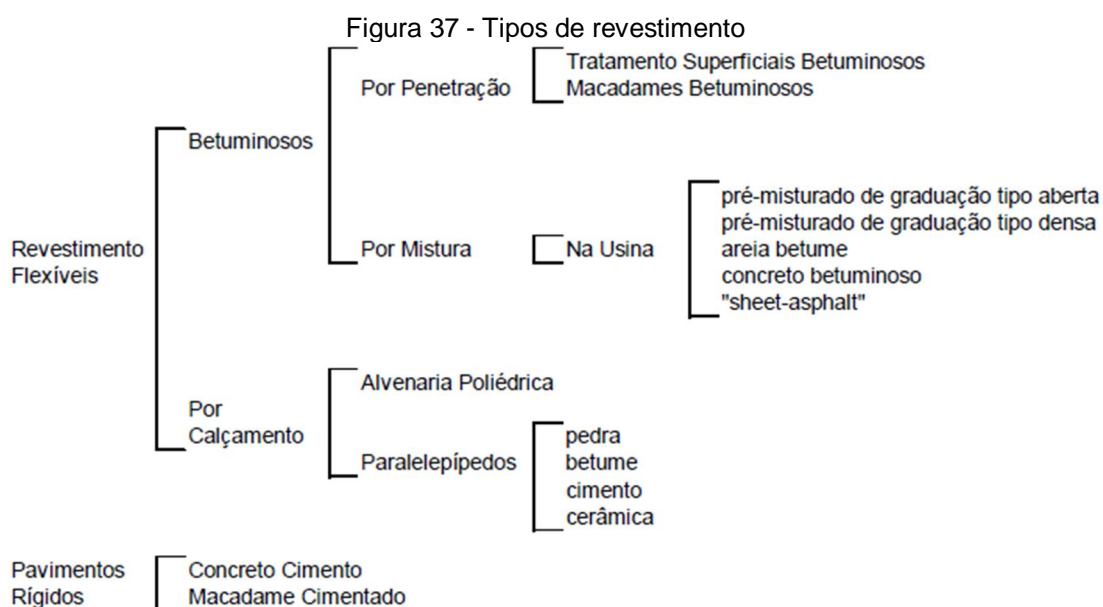 Figura 37 - Tipos de revestimento
Tratamento Superficiais Betuminosos
Por Penetração
Macadames Betuminosos
Betuminosos
pré-misturado de graduação tipo aberta
pré-misturado de graduação tipo densa
Revestimento
Flexíveis
Por Mistura
Na Usina
areia betume
concreto betuminoso
"sheet-asphalt"
Alvenaria Poliédrica
Por
Calçamento
Paralelepípedos
pedra
betume
cimento
cerâmica
Pavimentos
Rígidos
Concreto Cimento
Macadame Cimentado